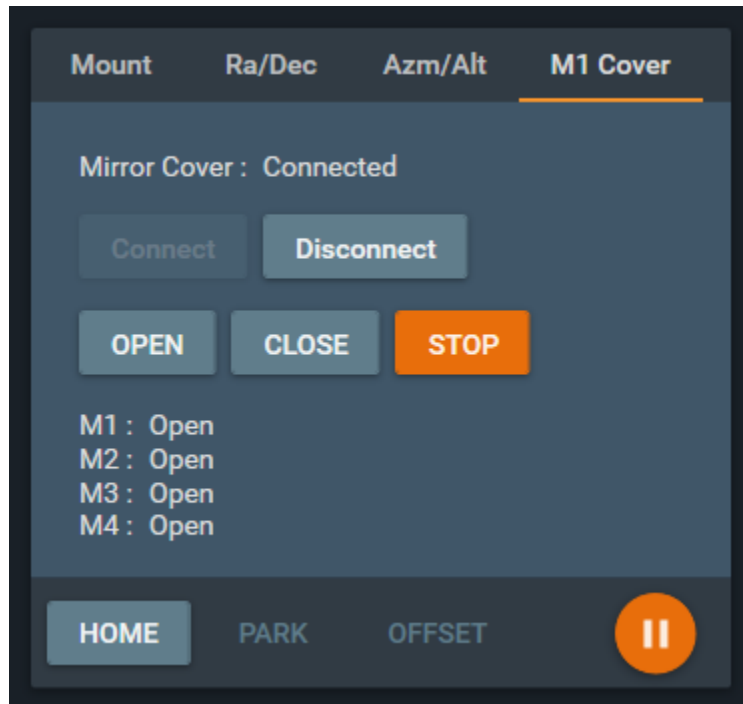 Mount Ra/Dec Azm/Alt M1 Cover
Mirror Cover : Connected
Connect Disconnect
OPEN CLOSE STOP
M1 : Open
M2 : Open
M3 : Open
M4 : Open
HOME PARK OFFSET